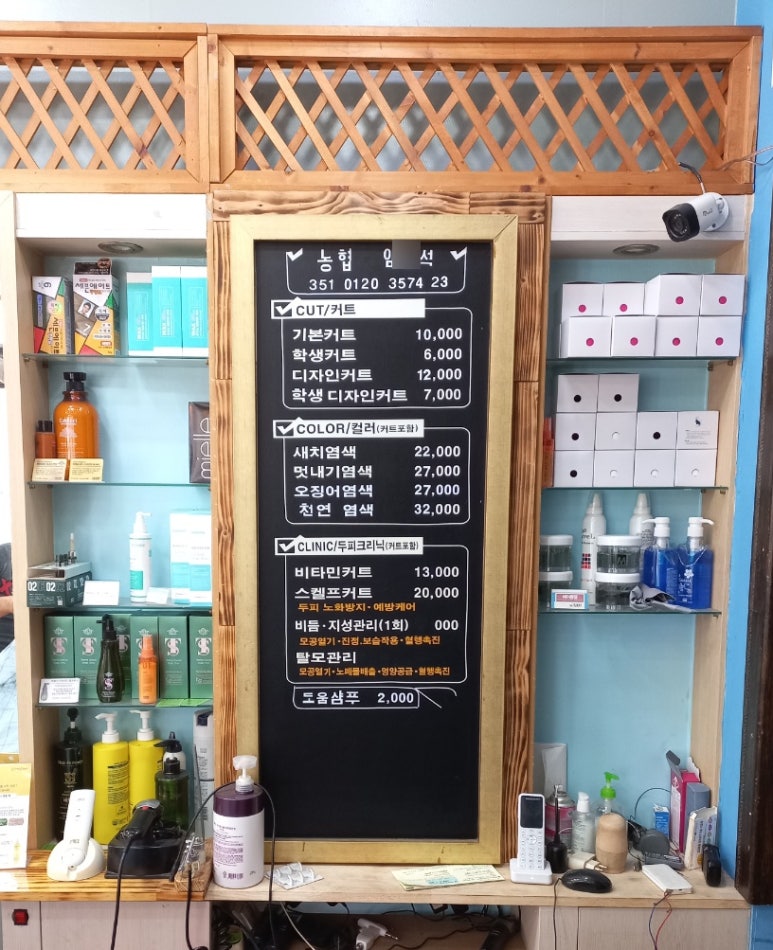 농협 임 석
351 0120 3574 23
CUT/커트
기본커트 10,000
학생커트 6,000
디자인커트 12,000
학생 디자인커트 7,000
COLOR/컬러(커트포함)
새치염색 22,000
멋내기염색 27,000
오징어염색 27,000
천연 염색 32,000
CLINIC/두피크리닉(커트포함)
비타민커트 13,000
스켈프커트 20,000
두피 노화방지·예방케어
비듬·지성관리(1회) 000
모공열기·진정.보습작용·혈행촉진
탈모관리
모공열기·노폐물배출·영양공급·혈행촉진
도움샴푸 2,000